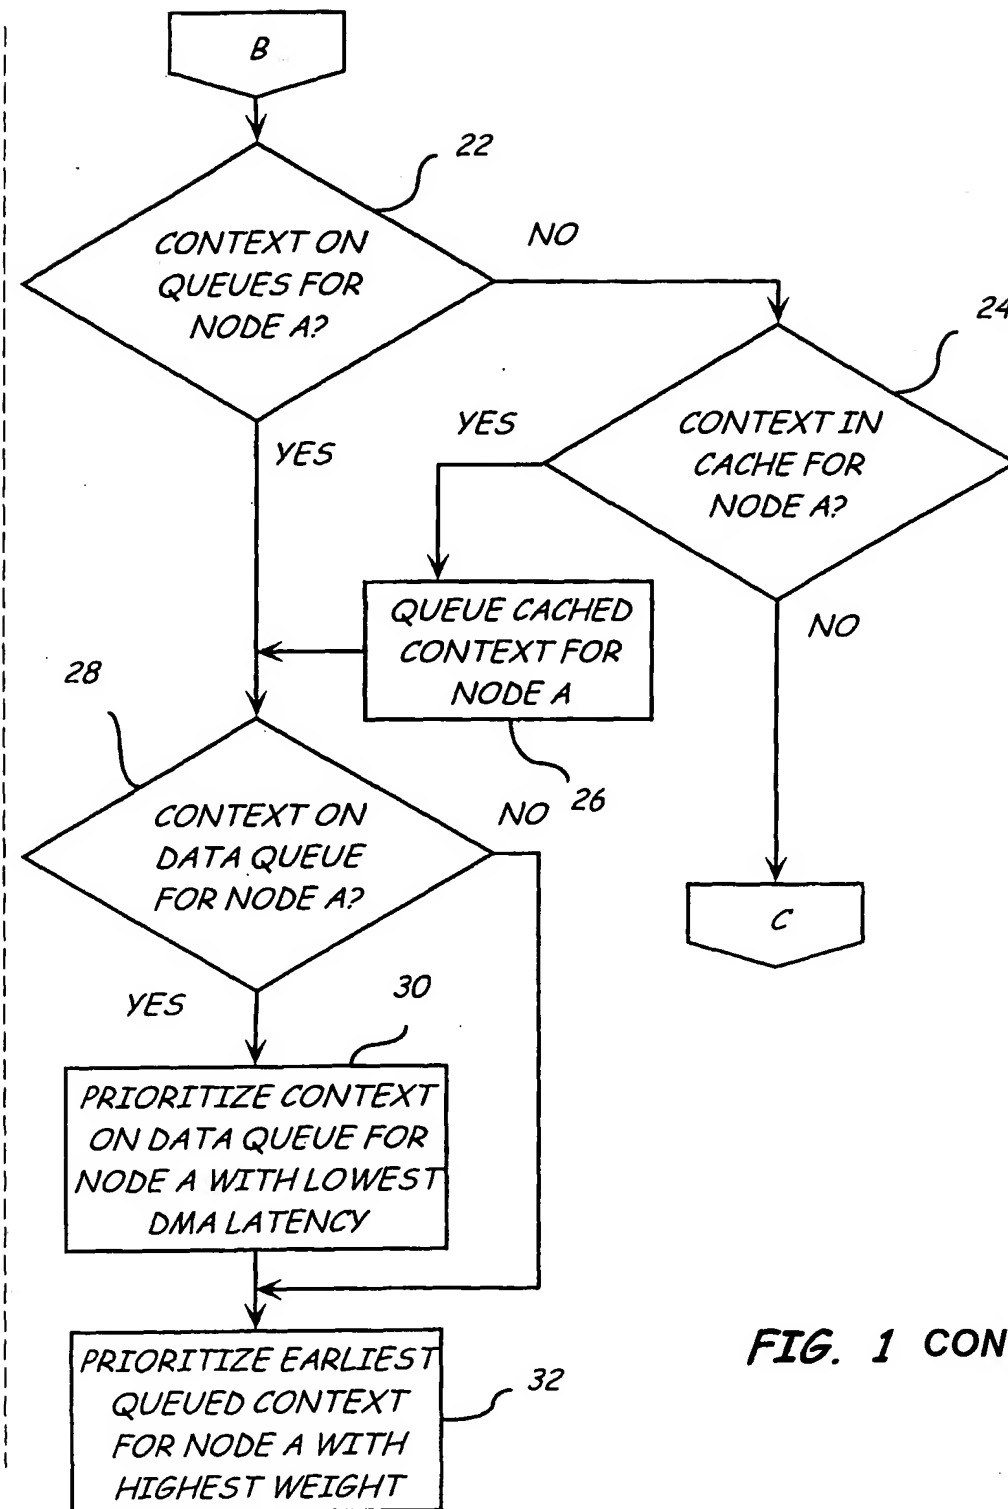 B
22
CONTEXT ON
QUEUES FOR
NODE A?
NO
YES
24
CONTEXT IN
CACHE FOR
NODE A?
YES
NO
QUEUE CACHED
CONTEXT FOR
NODE A
26
28
CONTEXT ON
DATA QUEUE
FOR NODE A?
NO
YES
C
30
PRIORITIZE CONTEXT
ON DATA QUEUE FOR
NODE A WITH LOWEST
DMA LATENCY
PRIORITIZE EARLIEST
QUEUED CONTEXT
FOR NODE A WITH
HIGHEST WEIGHT
32
FIG. 1 CON